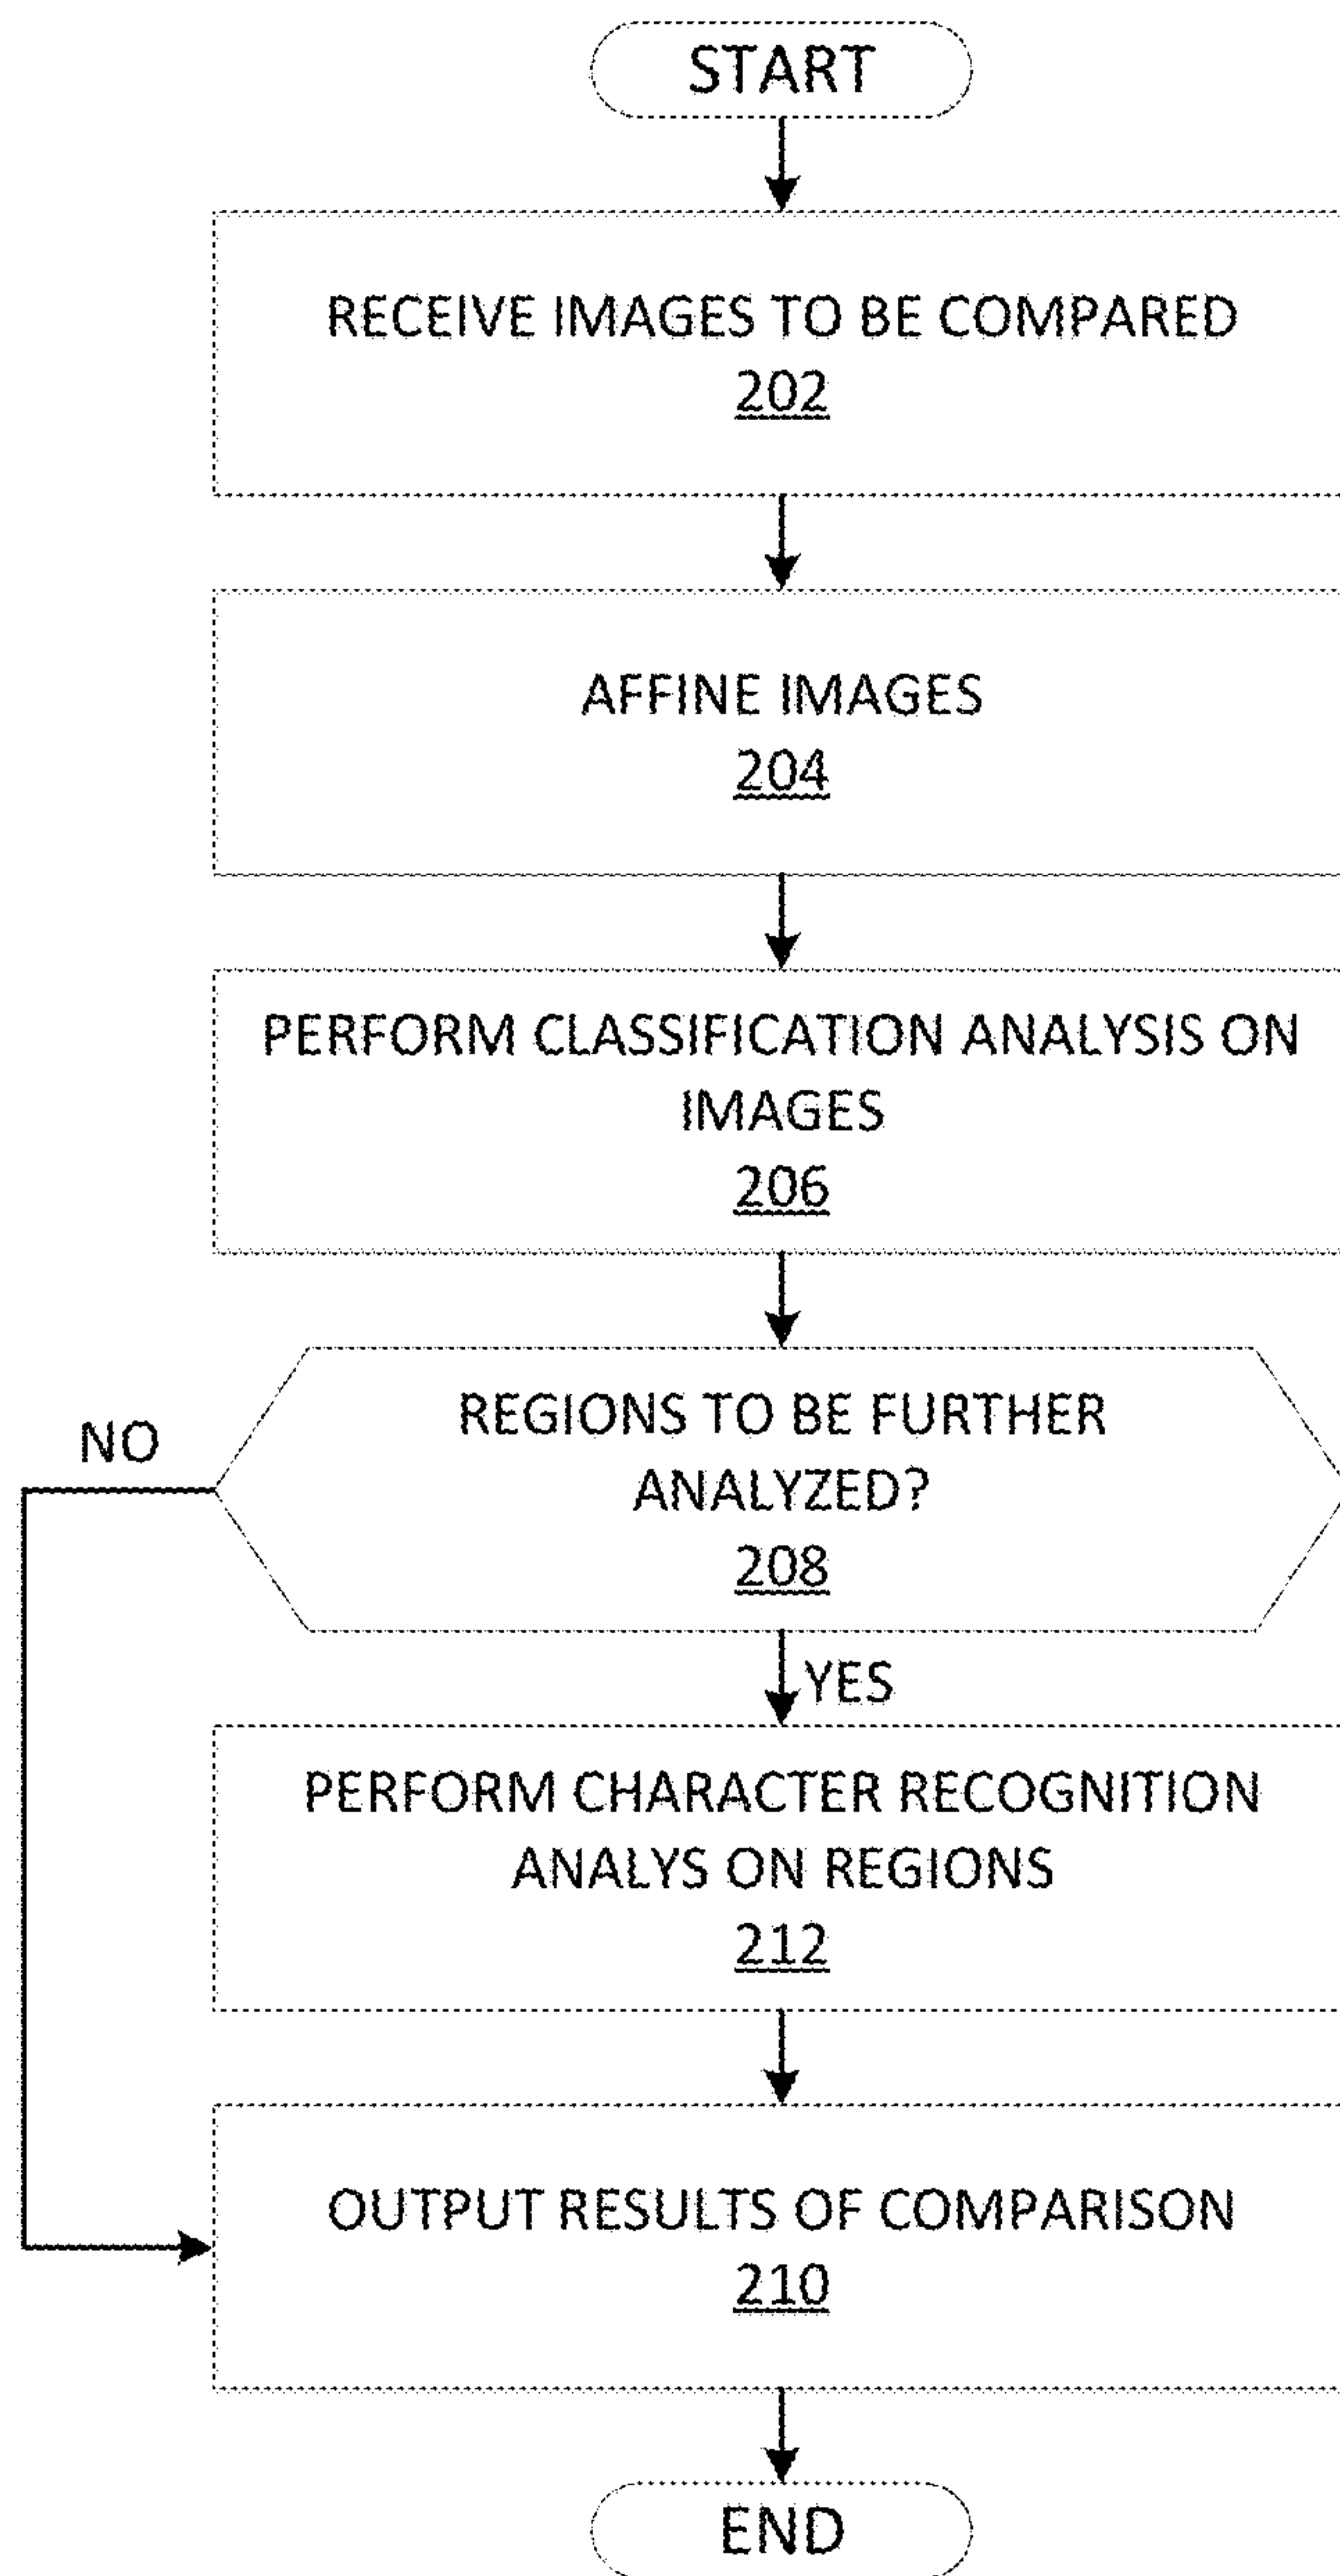 START
RECEIVE IMAGES TO BE COMPARED
202
AFFINE IMAGES
204
PERFORM CLASSIFICATION ANALYSIS ON
IMAGES
206
REGIONS TO BE FURTHER
ANALYZED?
208
NO
YES
PERFORM CHARACTER RECOGNITION
ANALYS ON REGIONS
212
OUTPUT RESULTS OF COMPARISON
210
END